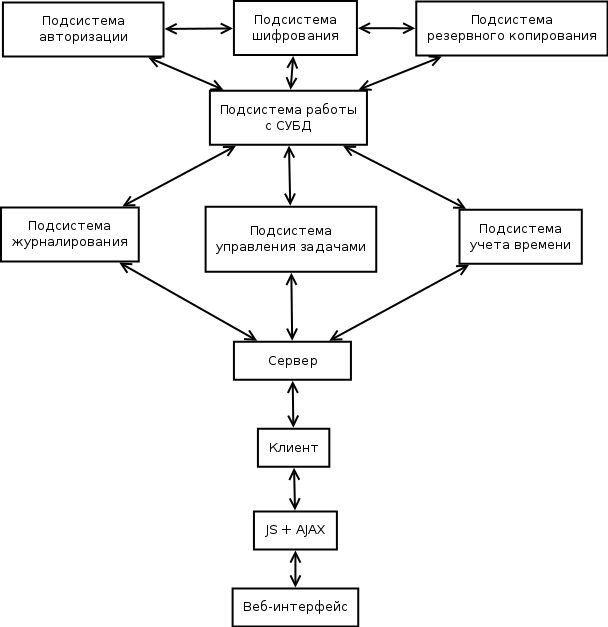 Подсистема
авторизации
Подсистема
шифрования
Подсистема
резервного копирования
Подсистема работы
с СУБД
Подсистема
журналирования
Подсистема
управления задачами
Подсистема
учета времени
Сервер
Клиент
JS + AJAX
Веб-интерфейс